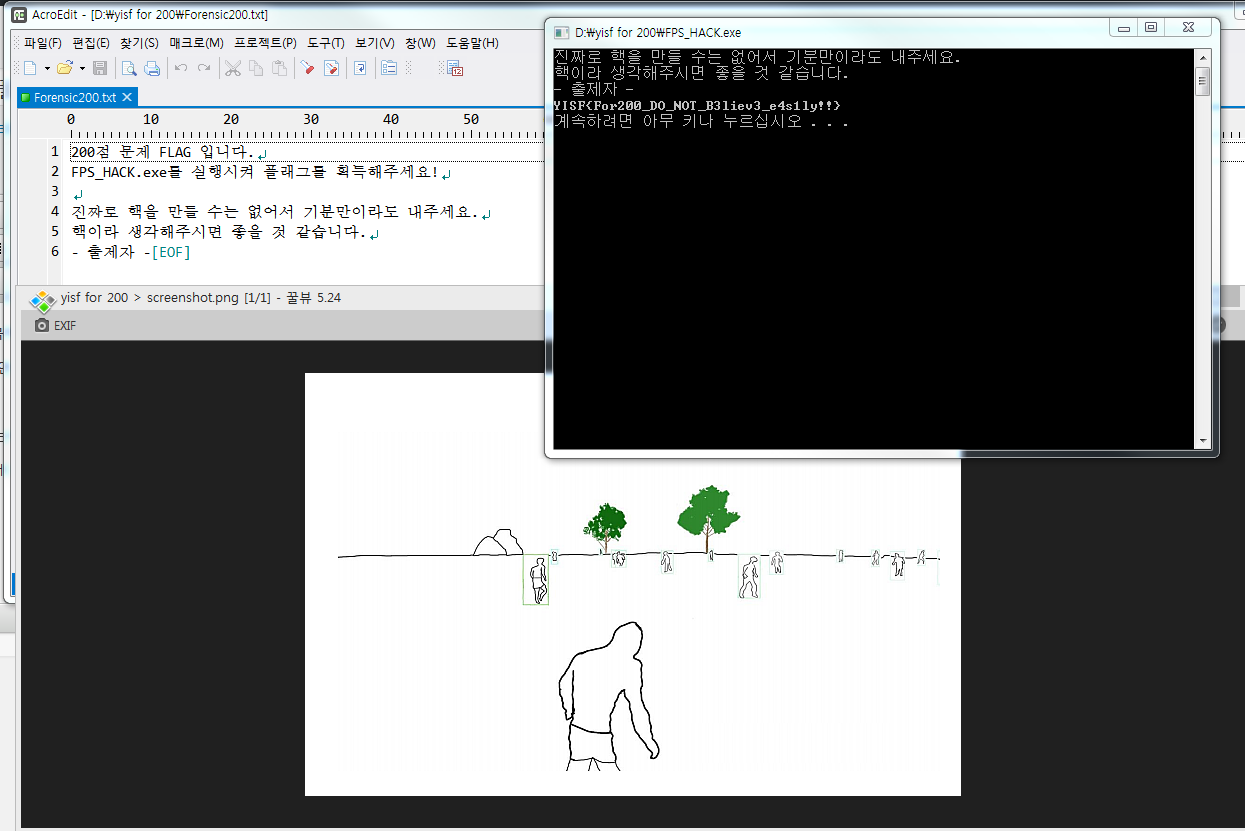 AcroEdit - [D:\yisf for 200\Forensic200.txt]
파일(F) 편집(E) 찾기(S) 매크로(M) 프로젝트(P) 도구(T) 보기(V) 창(W) 도움말(H)
Forensic200.txt
0 10 20 30 40 50
1 200점 문제 FLAG 입니다.
2 FPS_HACK.exe를 실행시켜 플래그를 획득해주세요!
3
4 진짜로 핵을 만들 수는 없어서 기분만이라도 내주세요.
5 핵이라 생각해주시면 좋을 것 같습니다.
6 - 출제자 -[EOF]
D:\yisf for 200\FPS_HACK.exe
진짜로 핵을 만들 수는 없어서 기분만이라도 내주세요.
핵이라 생각해주시면 좋을 것 같습니다.
- 출제자 -
YISF{For200_DO_NOT_B3liev3_e4s1ly!!}
계속하려면 아무 키나 누르십시오 . . .
yisf for 200 > screenshot.png [1/1] - 꿀뷰 5.24
EXIF